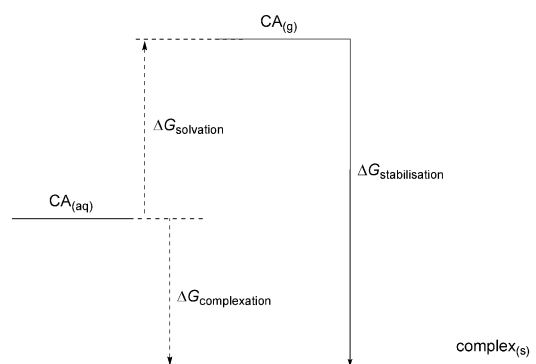 CA(g)
ΔGsolvation
ΔGstabilisation
CA(aq)
ΔGcomplexation
complex(s)